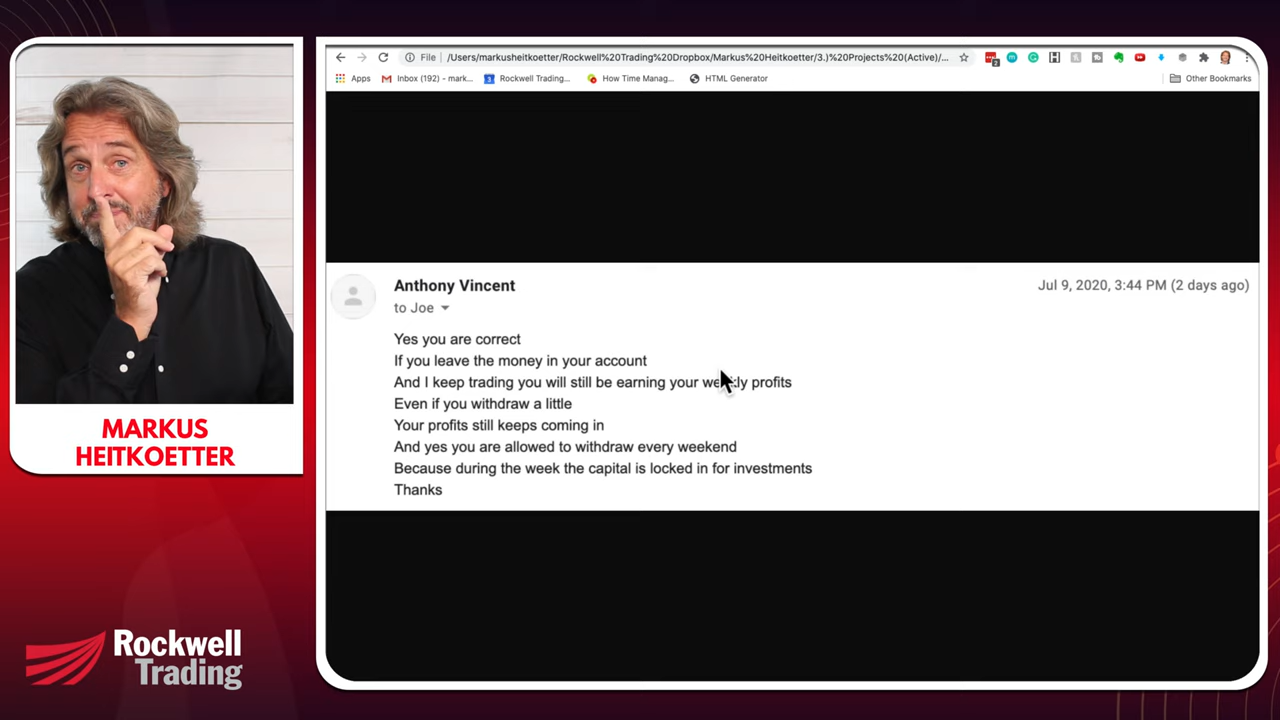 File /Users/markusheitkoetter/Rockwell%20Trading%20Dropbox/Markus%20Heitkoetter/3.)%20Projects%20(Active)/...
Apps Inbox (192) - mark... Rockwell Trading... How Time Manag... HTML Generator Other Bookmarks
Anthony Vincent Jul 9, 2020, 3:44 PM (2 days ago)
to Joe
Yes you are correct
If you leave the money in your account
And I keep trading you will still be earning your weekly profits
Even if you withdraw a little
Your profits still keeps coming in
And yes you are allowed to withdraw every weekend
Because during the week the capital is locked in for investments
Thanks
MARKUS
HEITKOETTER
Rockwell
Trading